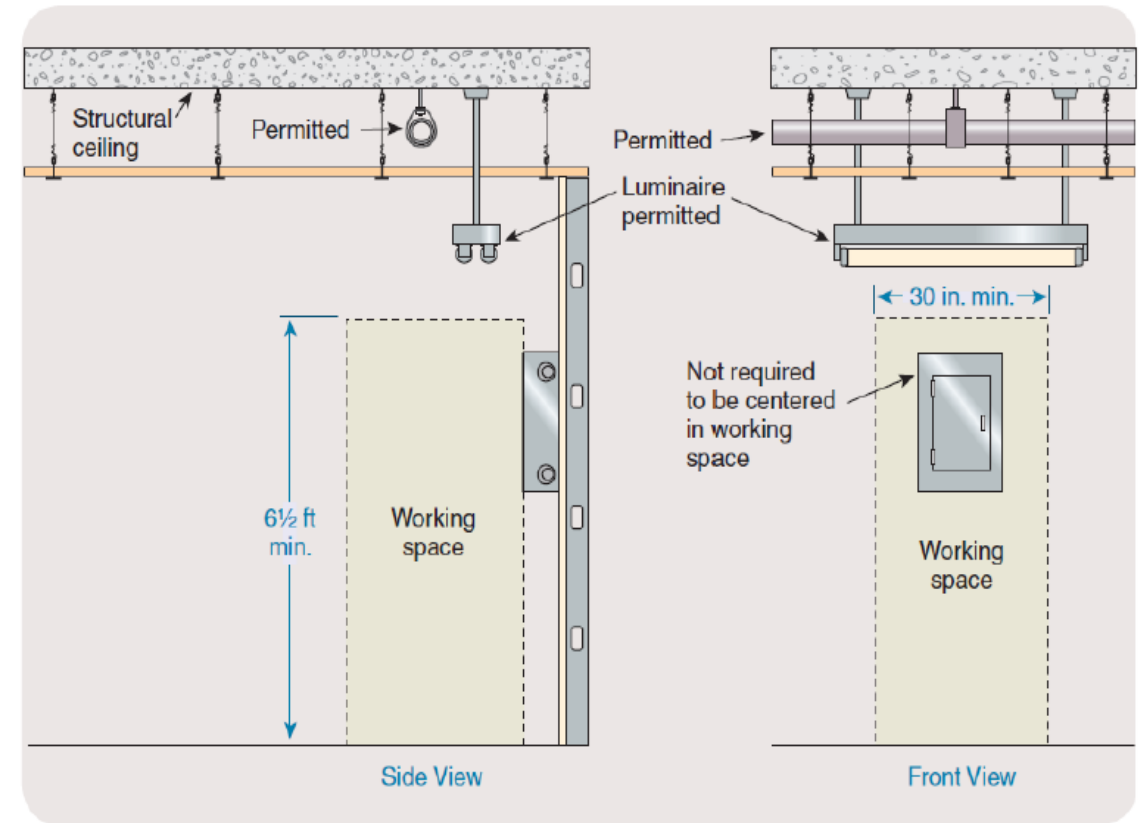 Structural
ceiling
Permitted
Permitted
Luminaire
permitted
30 in. min.
Not required
to be centered
in working
space
6½ ft
min.
Working
space
Working
space
Side View
Front View